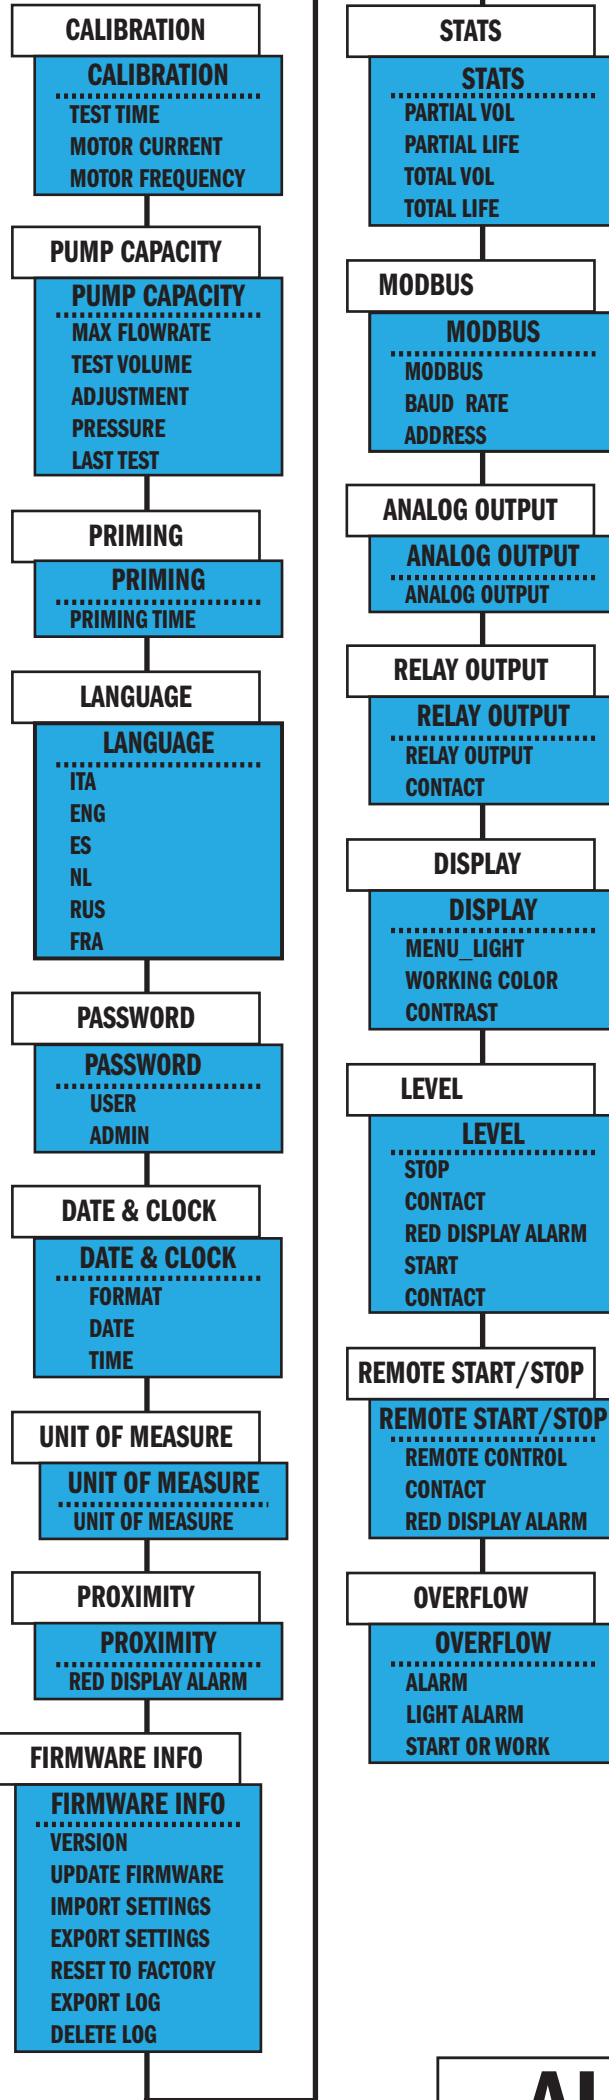 CALIBRATION
CALIBRATION
TEST TIME
MOTOR CURRENT
MOTOR FREQUENCY
PUMP CAPACITY
PUMP CAPACITY
MAX FLOWRATE
TEST VOLUME
ADJUSTMENT
PRESSURE
LAST TEST
PRIMING
PRIMING
PRIMING TIME
LANGUAGE
LANGUAGE
ITA
ENG
ES
NL
RUS
FRA
PASSWORD
PASSWORD
USER
ADMIN
DATE & CLOCK
DATE & CLOCK
FORMAT
DATE
TIME
UNIT OF MEASURE
UNIT OF MEASURE
UNIT OF MEASURE
PROXIMITY
PROXIMITY
RED DISPLAY ALARM
FIRMWARE INFO
FIRMWARE INFO
VERSION
UPDATE FIRMWARE
IMPORT SETTINGS
EXPORT SETTINGS
RESET TO FACTORY
EXPORT LOG
DELETE LOG
STATS
STATS
PARTIAL VOL
PARTIAL LIFE
TOTAL VOL
TOTAL LIFE
MODBUS
MODBUS
MODBUS
BAUD RATE
ADDRESS
ANALOG OUTPUT
ANALOG OUTPUT
ANALOG OUTPUT
RELAY OUTPUT
RELAY OUTPUT
RELAY OUTPUT
CONTACT
DISPLAY
DISPLAY
MENU_LIGHT
WORKING COLOR
CONTRAST
LEVEL
LEVEL
STOP
CONTACT
RED DISPLAY ALARM
START
CONTACT
REMOTE START/STOP
REMOTE START/STOP
REMOTE CONTROL
CONTACT
RED DISPLAY ALARM
OVERFLOW
OVERFLOW
ALARM
LIGHT ALARM
START OR WORK